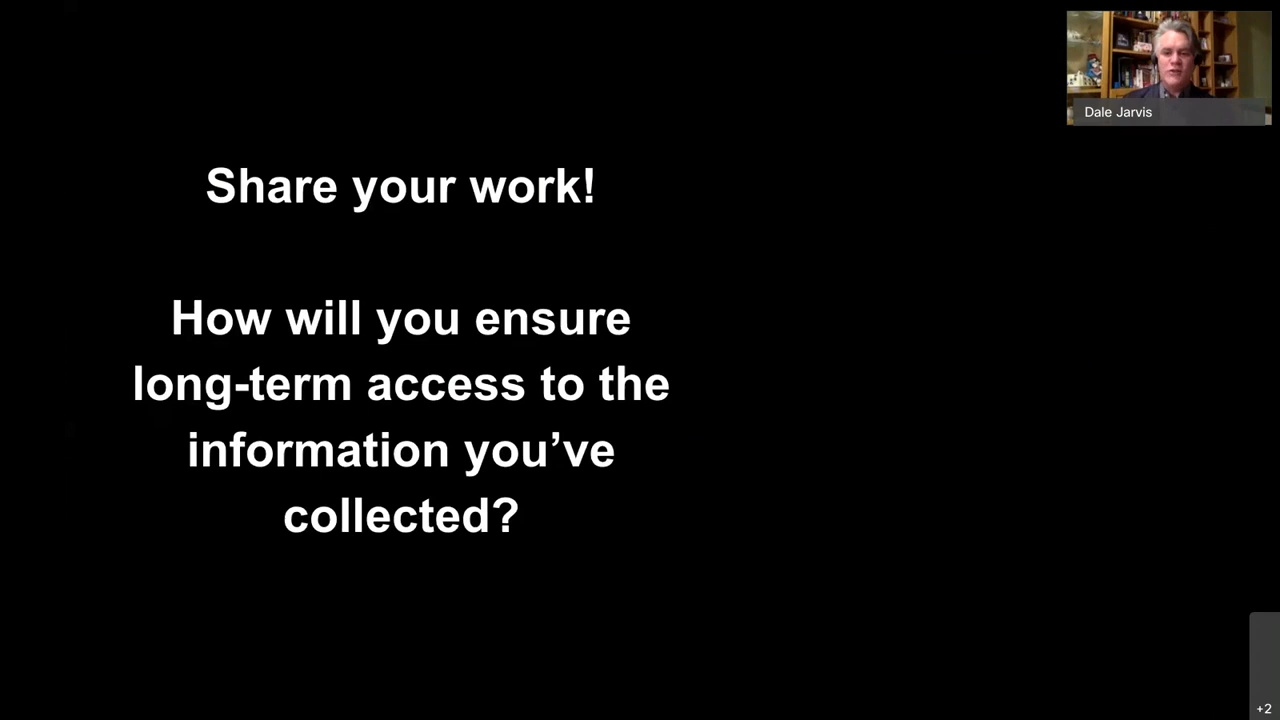 Dale Jarvis
Share your work!
How will you ensure
long-term access to the
information you’ve
collected?
+2